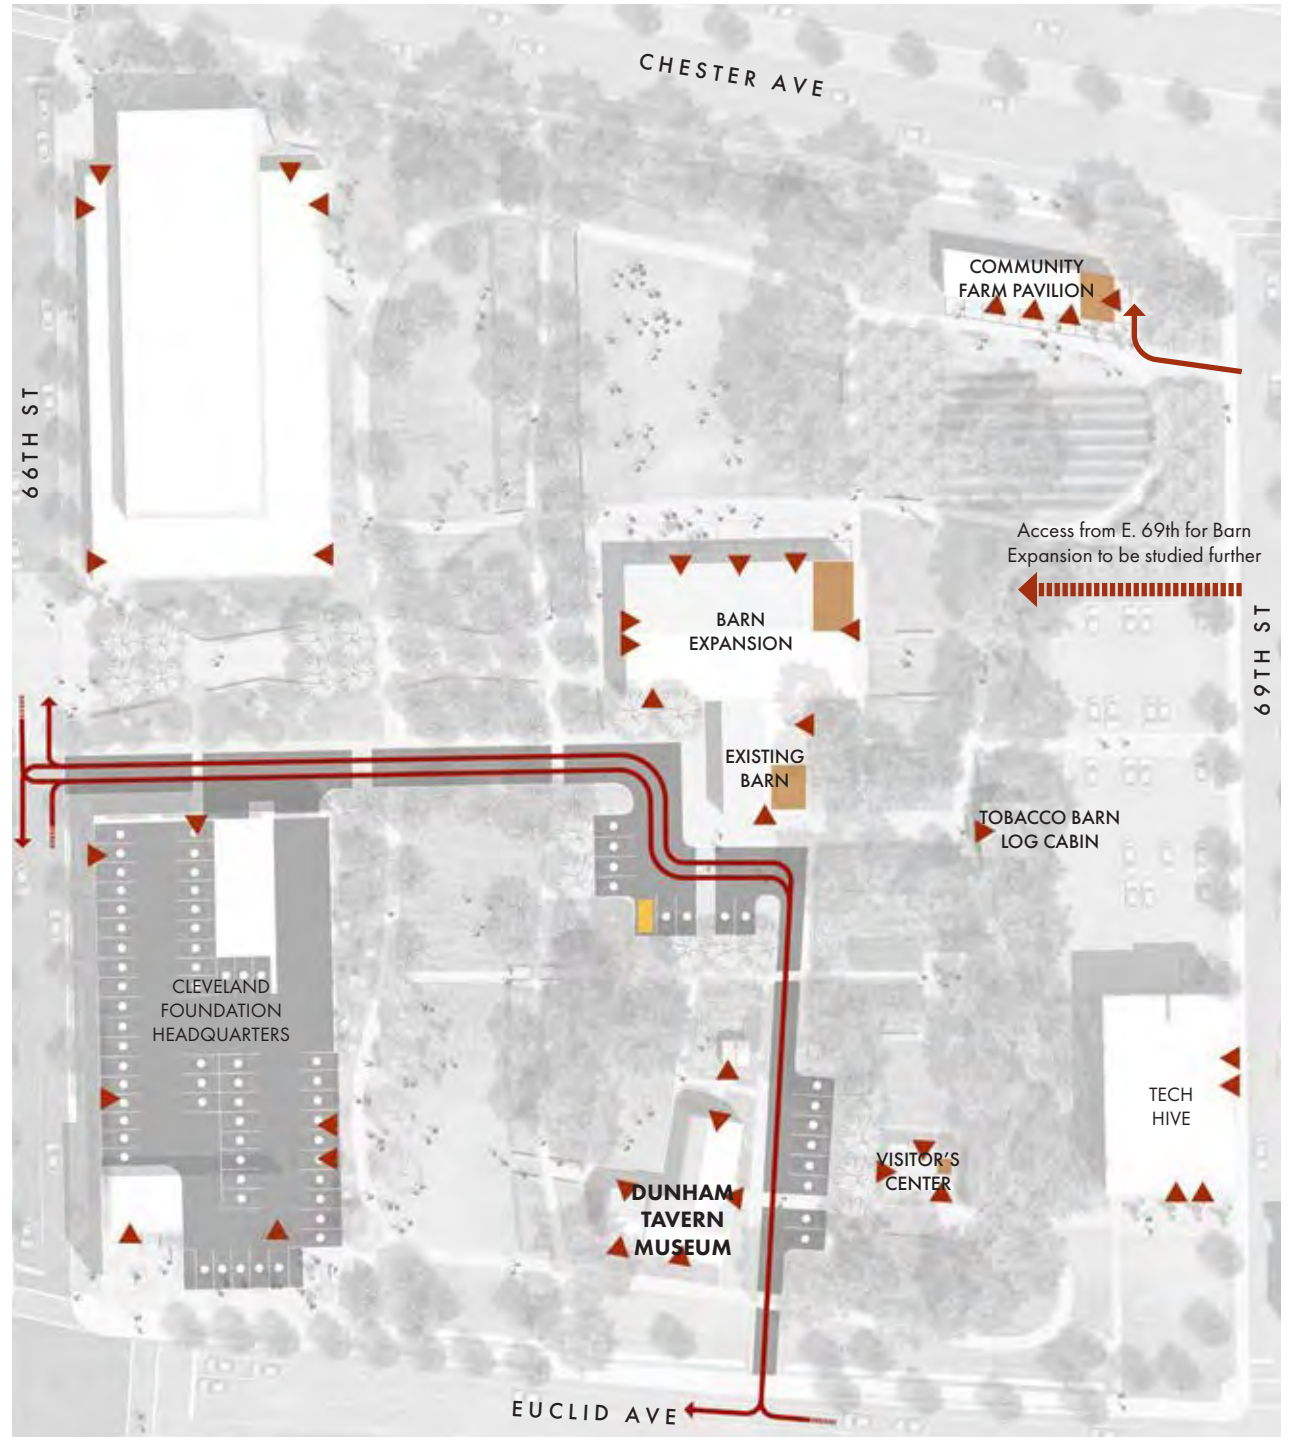 CHESTER AVE
COMMUNITY
FARM PAVILION
66TH ST
Access from E. 69th for Barn
Expansion to be studied further
BARN
EXPANSION
69TH ST
EXISTING
BARN
TOBACCO BARN
LOG CABIN
CLEVELAND
FOUNDATION
HEADQUARTERS
TECH
HIVE
VISITOR'S
CENTER
DUNHAM
TAVERN
MUSEUM
EUCLID AVE